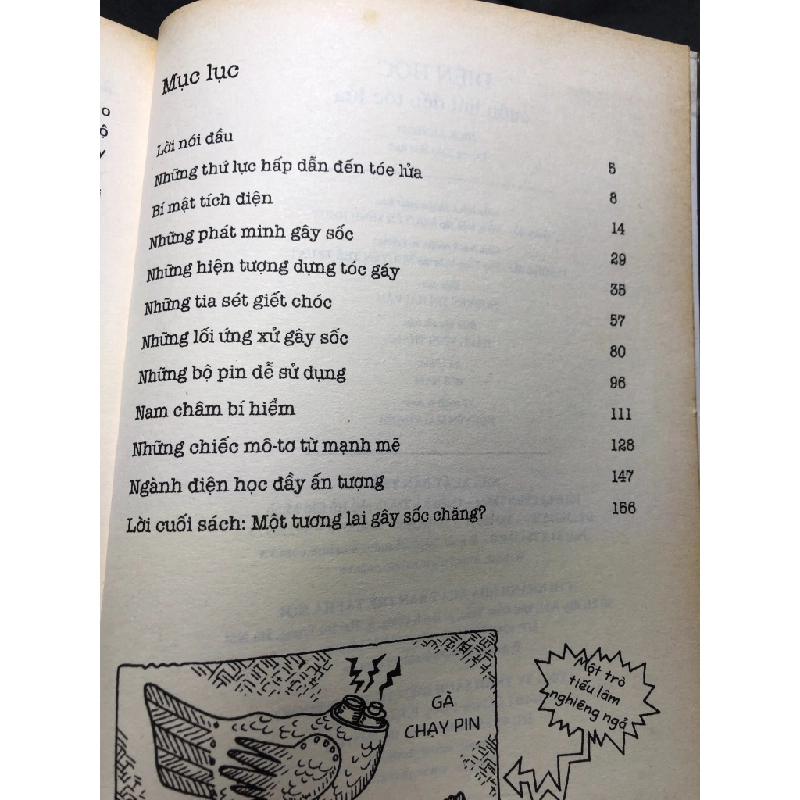 Mục lục
Lời nói đầu 5
Những thứ lực hấp dẫn đến tóe lửa 8
Bí mật tích điện 14
Những phát minh gây sốc 29
Những hiện tượng dựng tóc gáy 35
Những tia sét giết chóc 57
Những lối ứng xử gây sốc 80
Những bộ pin dễ sử dụng 96
Nam châm bí hiểm 111
Những chiếc mô-tơ từ mạnh mẽ 128
Ngành điện học đầy ấn tượng 147
Lời cuối sách: Một tương lai gây sốc chăng? 156
GÀ
CHẠY PIN
Một trò
tiếu lâm
nghiêng ngả